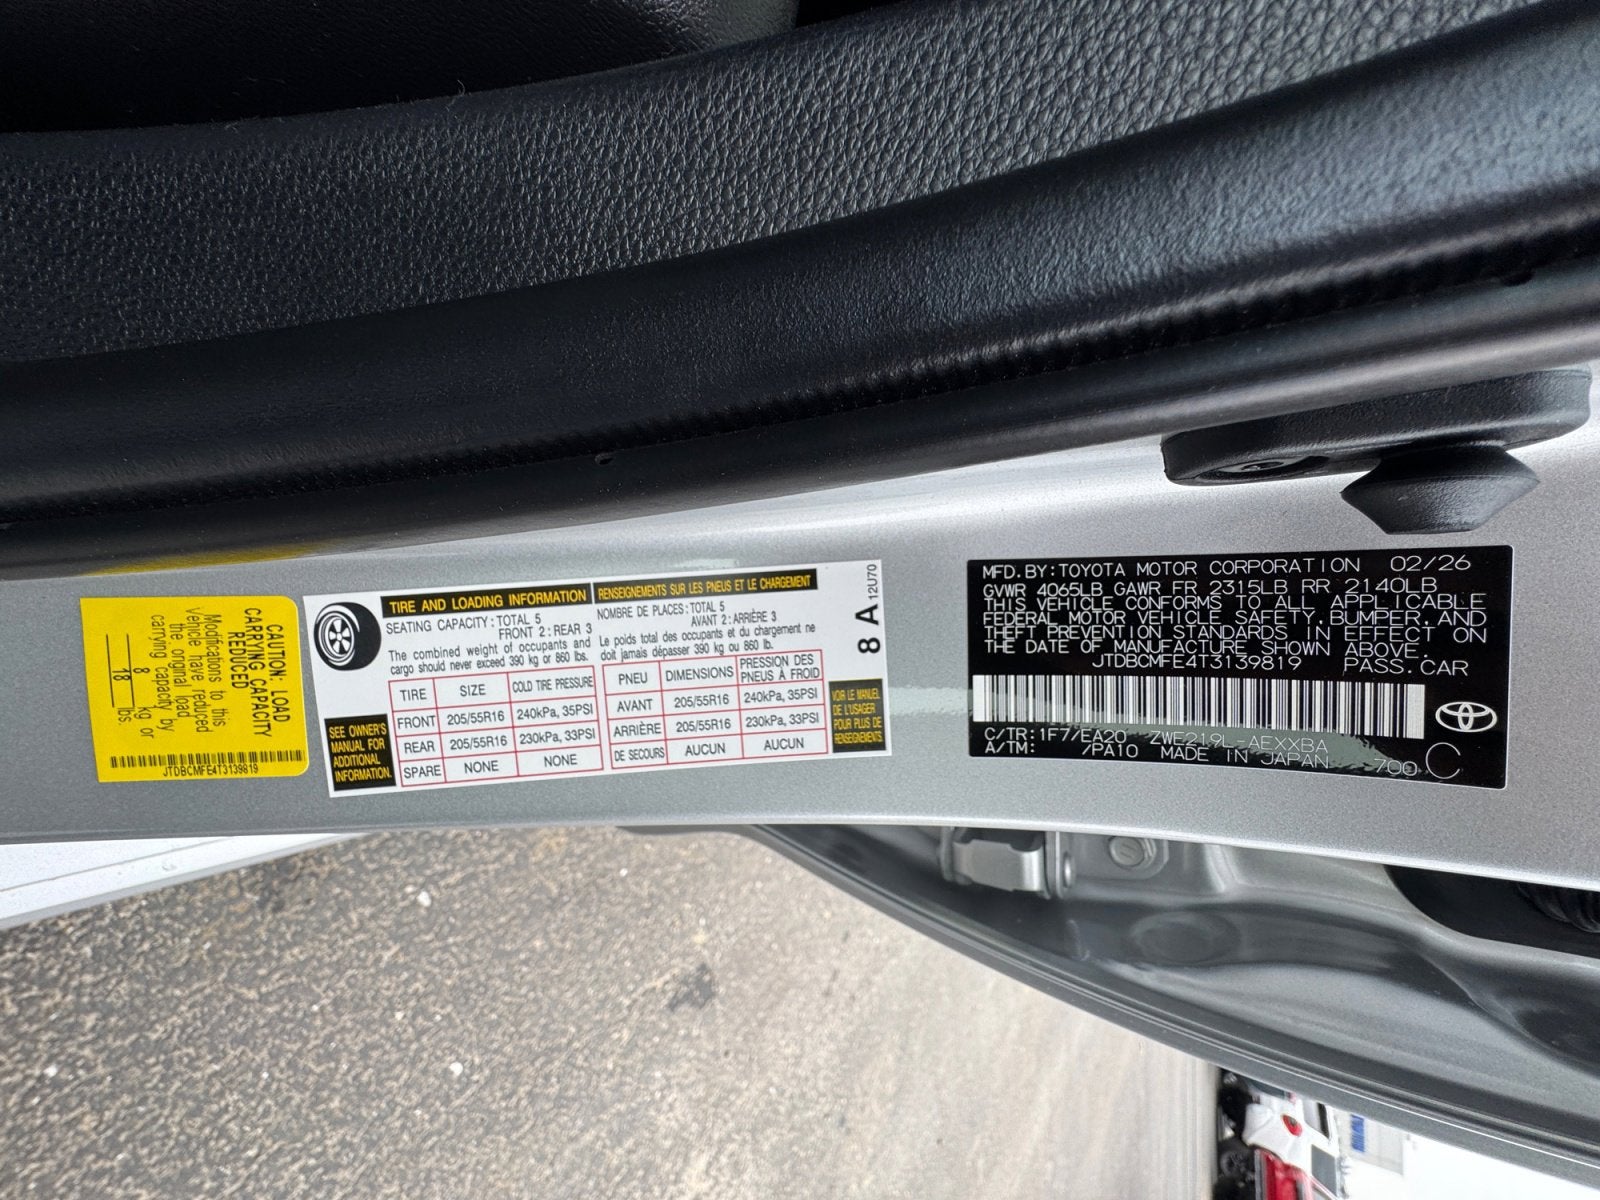 CAUTION: LOAD
CARRYING CAPACITY
REDUCED
Modifications to this
Vehicle have reduced
the original load
carrying capacity by
8 kg or
18 lbs.
JTDBCMFE4T3139819
TIRE AND LOADING INFORMATION
SEATING CAPACITY: TOTAL 5
FRONT 2: REAR 3
The combined weight of occupants and
cargo should never exceed 390 kg or 860 lbs.
SEE OWNER'S
MANUAL FOR
ADDITIONAL
INFORMATION.
TIRE SIZE COLD TIRE PRESSURE
FRONT 205/55R16 240kPa, 35PSI
REAR 205/55R16 230kPa, 33PSI
SPARE NONE NONE
RENSEIGNEMENTS SUR LES PNEUS ET LE CHARGEMENT
NOMBRE DE PLACES: TOTAL 5
AVANT 2: ARRIÈRE 3
Le poids total des occupants et du chargement ne
doit jamais dépasser 390 kg ou 860 lb.
PNEU DIMENSIONS PRESSION DES
PNEUS À FROID
AVANT 205/55R16 240kPa, 35PSI
ARRIÈRE 205/55R16 230kPa, 33PSI
DE SECOURS AUCUN AUCUN
VOIR LE MANUEL
DE L'USAGER
POUR PLUS DE
RENSEIGNEMENTS
8 A 12U70
MFD.BY:TOYOTA MOTOR CORPORATION 02/26
GVWR 4065LB GAWR FR 2315LB RR 2140LB
THIS VEHICLE CONFORMS TO ALL APPLICABLE
FEDERAL MOTOR VEHICLE SAFETY,BUMPER,AND
THEFT PREVENTION STANDARDS IN EFFECT ON
THE DATE OF MANUFACTURE SHOWN ABOVE.
JTDBCMFE4T3139819 PASS.CAR
C/TR:1F7/EA20 ZWE219L-AEXXBA
A/TM: /PA10 MADE IN JAPAN 700 C